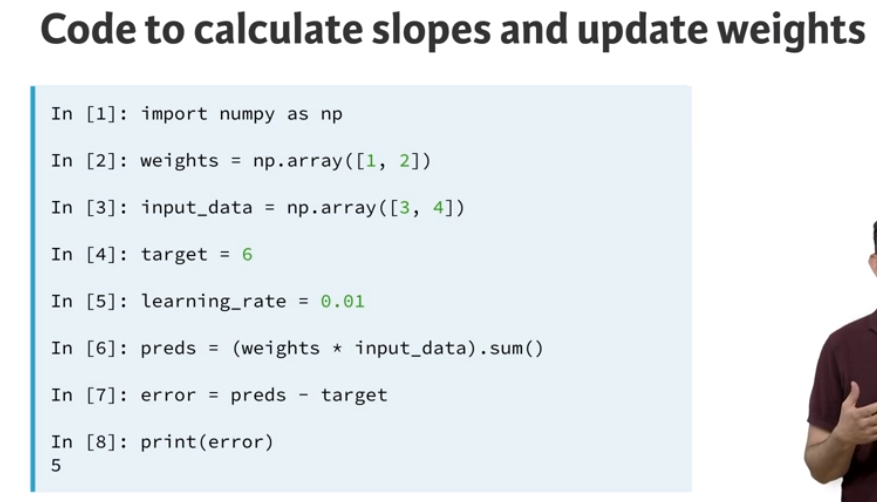 Code to calculate slopes and update weights
In [1]: import numpy as np
In [2]: weights = np.array([1, 2])
In [3]: input_data = np.array([3, 4])
In [4]: target = 6
In [5]: learning_rate = 0.01
In [6]: preds = (weights * input_data).sum()
In [7]: error = preds - target
In [8]: print(error)
5